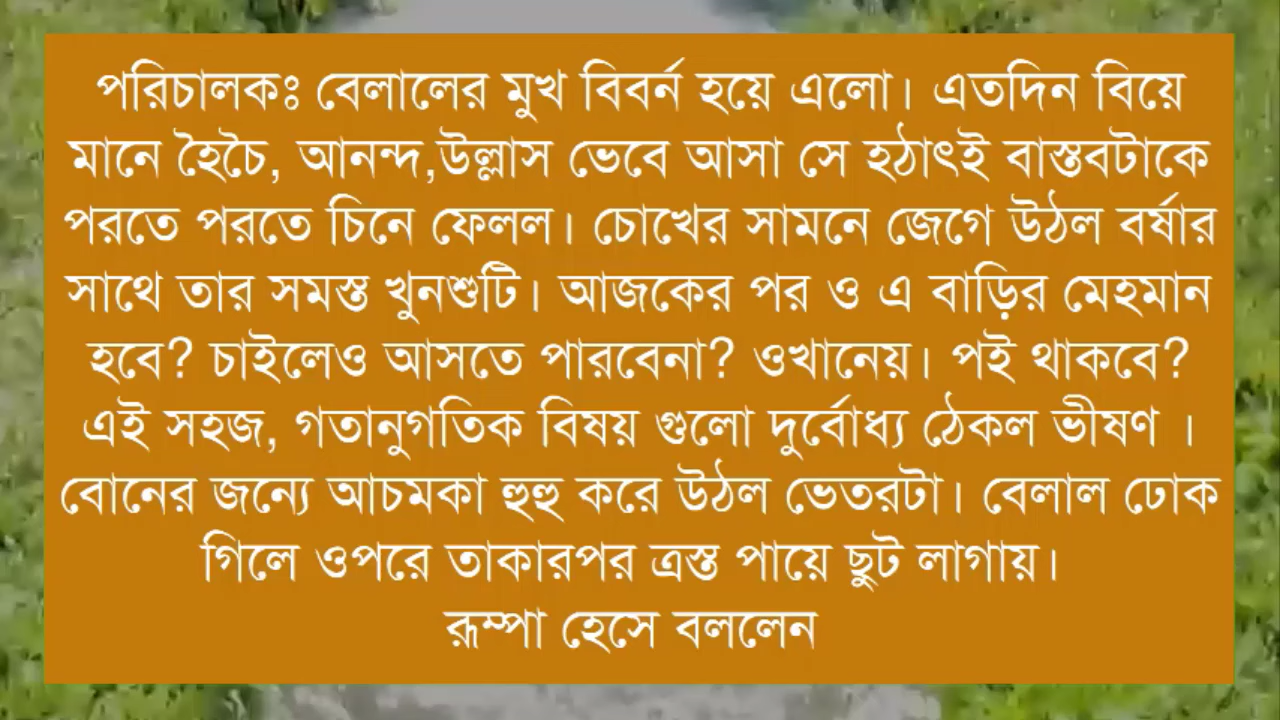 পরিচালকঃ বেলালের মুখ বিবর্ন হয়ে এলো। এতদিন বিয়ে
মানে হৈচৈ, আনন্দ,উল্লাস ভেবে আসা সে হঠাৎই বাস্তবটাকে
পরতে পরতে চিনে ফেলল। চোখের সামনে জেগে উঠল বর্ষার
সাথে তার সমস্ত খুনশুটি। আজকের পর ও এ বাড়ির মেহমান
হবে? চাইলেও আসতে পারবেনা? ওখানেয়। পই থাকবে?
এই সহজ, গতানুগতিক বিষয় গুলো দুর্বোধ্য ঠেকল ভীষণ ।
বোনের জন্যে আচমকা হুহু করে উঠল ভেতরটা। বেলাল ঢোক
গিলে ওপরে তাকারপর ত্রস্ত পায়ে ছুট লাগায়।
রূম্পা হেসে বললেন